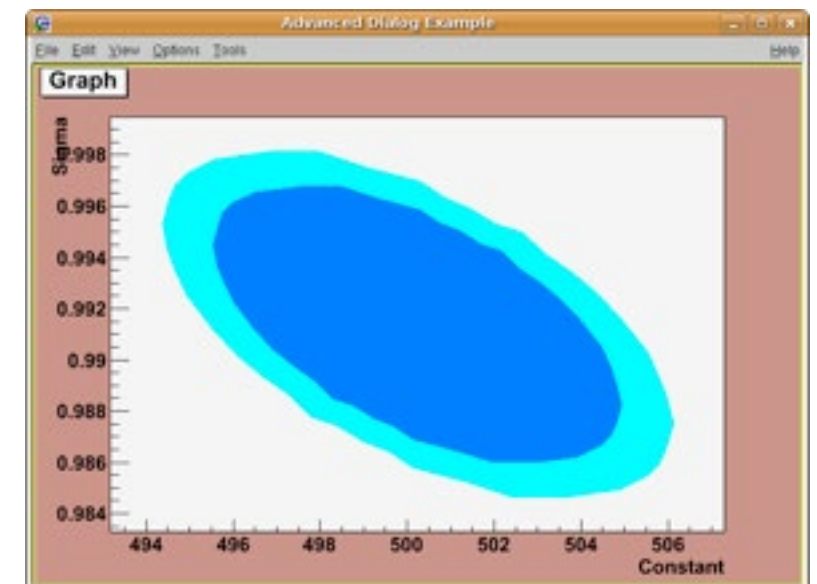 Advanced Dialog Example
File Edit View Options Tools Help
Graph
Sigma
0.998
0.996
0.994
0.992
0.99
0.988
0.986
0.984
494 496 498 500 502 504 506
Constant